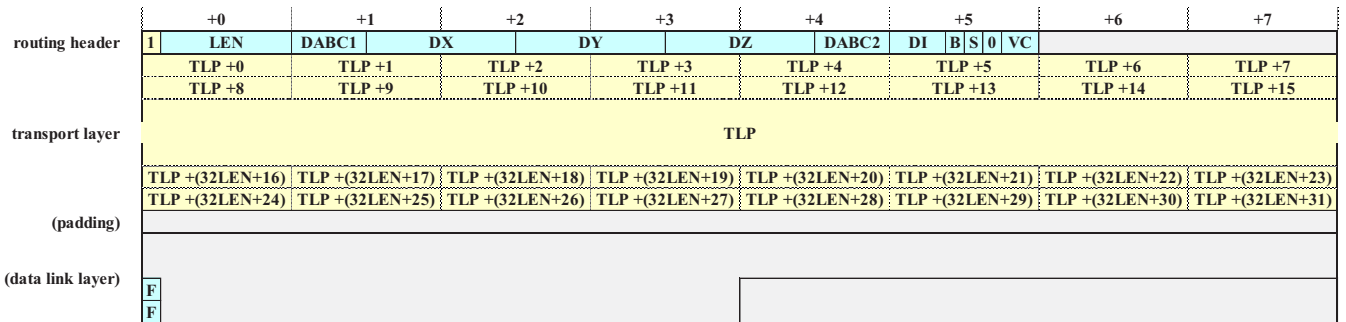 +0 +1 +2 +3 +4 +5 +6 +7
routing header 1 LEN DABC1 DX DY DZ DABC2 DI B S 0 VC
TLP +0 TLP +1 TLP +2 TLP +3 TLP +4 TLP +5 TLP +6 TLP +7
TLP +8 TLP +9 TLP +10 TLP +11 TLP +12 TLP +13 TLP +14 TLP +15
transport layer TLP
TLP +(32LEN+16) TLP +(32LEN+17) TLP +(32LEN+18) TLP +(32LEN+19) TLP +(32LEN+20) TLP +(32LEN+21) TLP +(32LEN+22) TLP +(32LEN+23)
TLP +(32LEN+24) TLP +(32LEN+25) TLP +(32LEN+26) TLP +(32LEN+27) TLP +(32LEN+28) TLP +(32LEN+29) TLP +(32LEN+30) TLP +(32LEN+31)
(padding)
(data link layer)
F
F